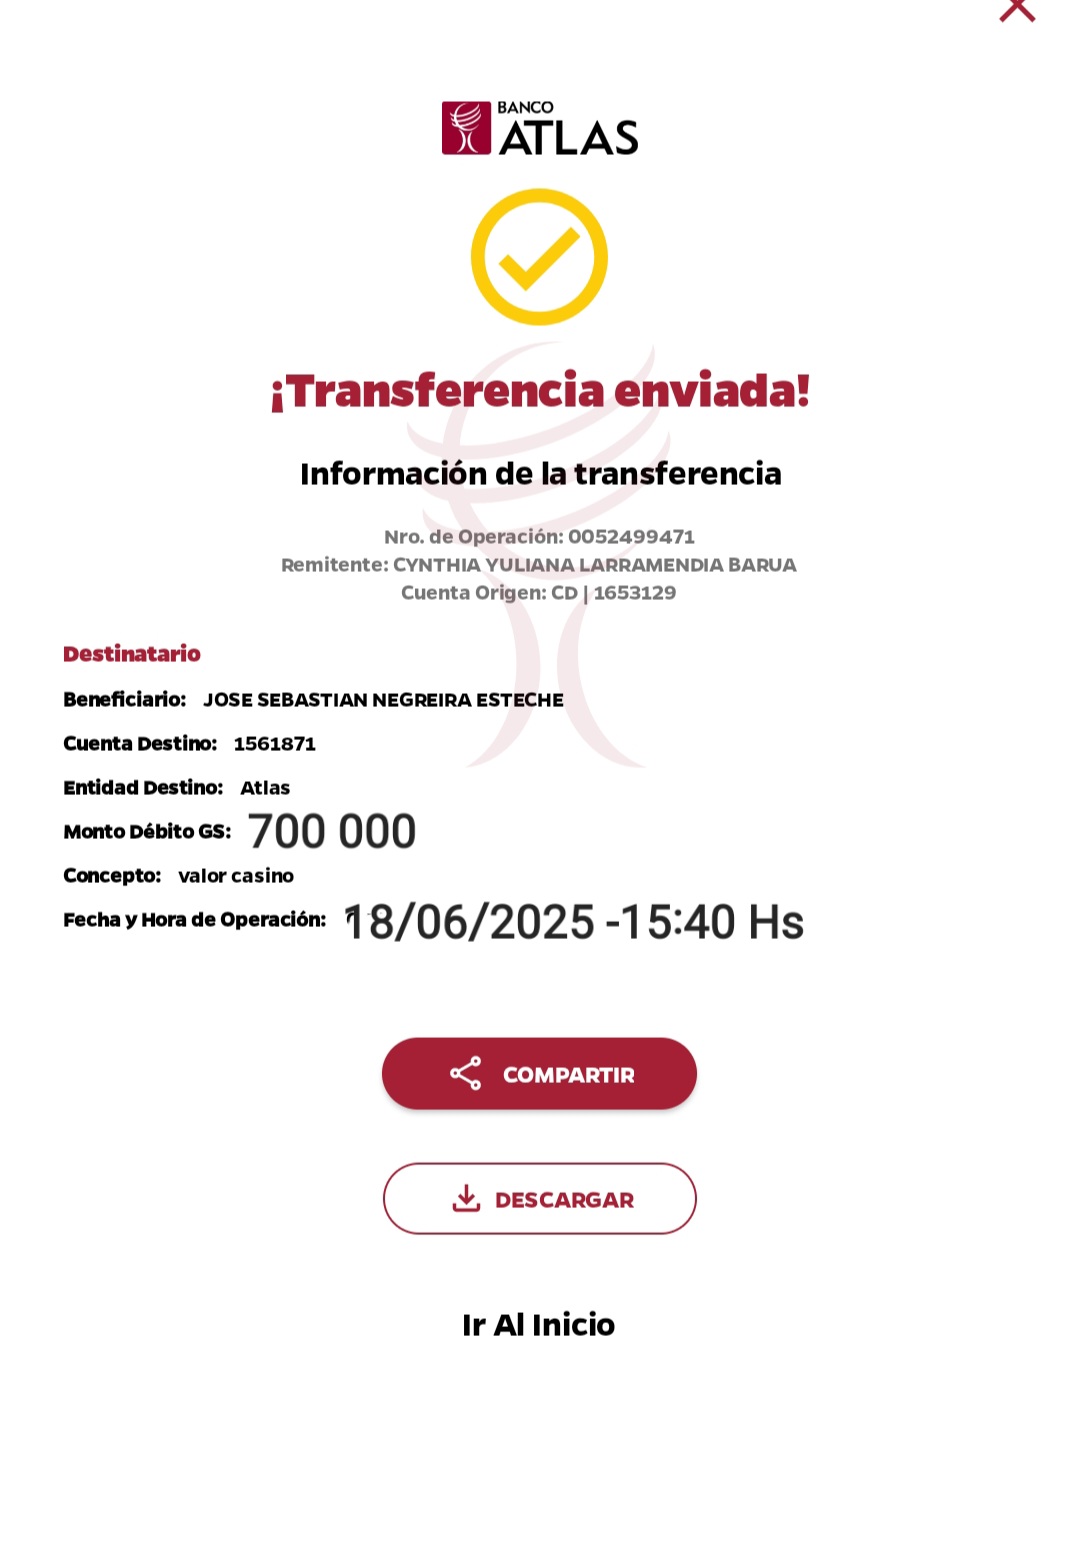 BANCO
ATLAS
¡Transferencia enviada!
Información de la transferencia
Nro. de Operación: 0052499471
Remitente: CYNTHIA YULIANA LARRAMENDIA BARUA
Cuenta Origen: CD | 1653129
Destinatario
Beneficiario: JOSE SEBASTIAN NEGREIRA ESTECHE
Cuenta Destino: 1561871
Entidad Destino: Atlas
Monto Débito GS: 700 000
Concepto: valor casino
Fecha y Hora de Operación: 18/06/2025 -15:40 Hs
COMPARTIR
DESCARGAR
Ir Al Inicio